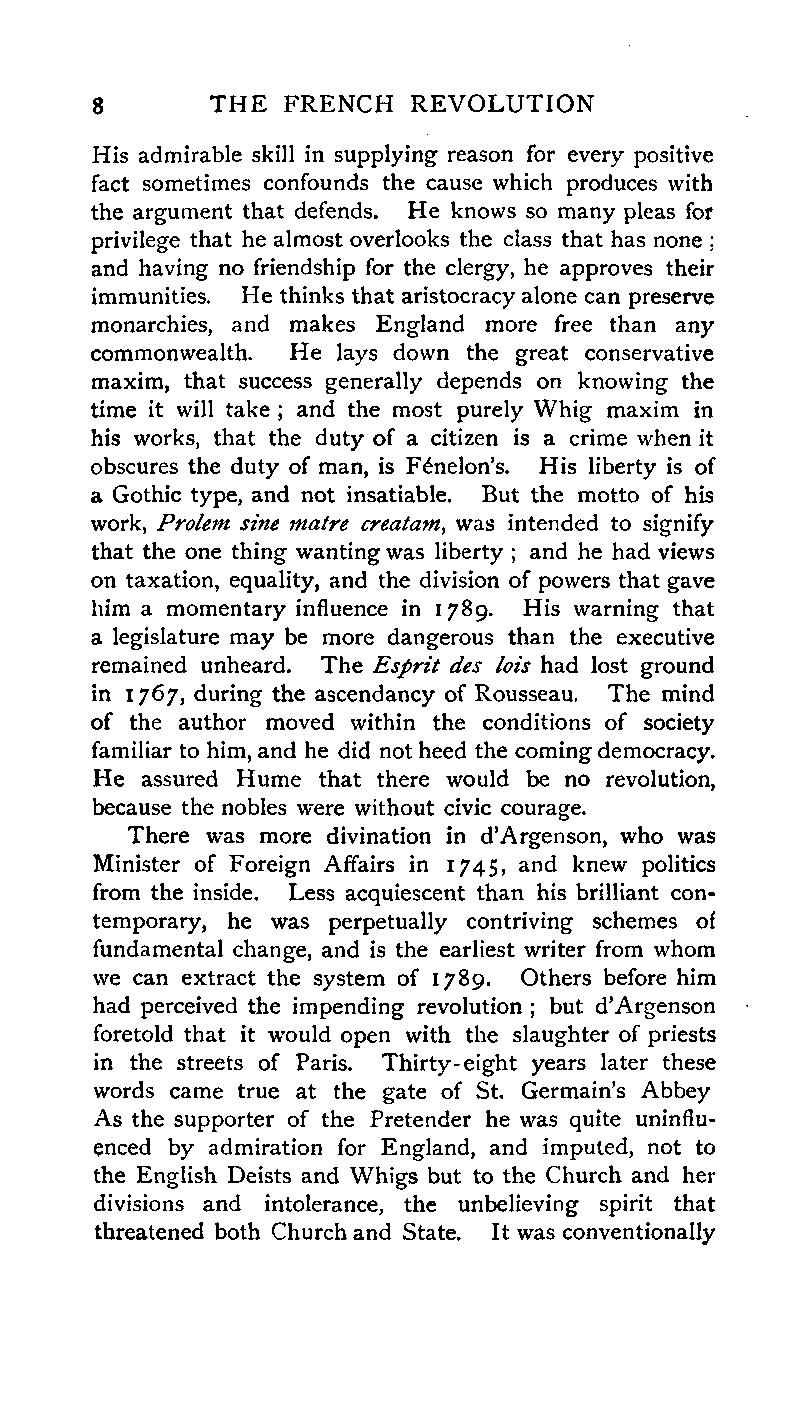 8 THE FRENCH REVOLUTION
His admirable skill in supplying reason for every positive
fact sometimes confounds the cause which produces with
the argument that defends. He knows so many pleas for
privilege that he almost overlooks the class that has none ;
and having no friendship for the clergy, he approves their
immunities. He thinks that aristocracy alone can preserve
monarchies, and makes England more free than any
commonwealth. He lays down the great conservative
maxim, that success generally depends on knowing the
time it will take ; and the most purely Whig maxim in
his works, that the duty of a citizen is a crime when it
obscures the duty of man, is Fénelon's. His liberty is of
a Gothic type, and not insatiable. But the motto of his
work, Prolem sine matre creatam, was intended to signify
that the one thing wanting was liberty ; and he had views
on taxation, equality, and the division of powers that gave
him a momentary influence in 1789. His warning that
a legislature may be more dangerous than the executive
remained unheard. The Esprit des lois had lost ground
in 1767, during the ascendancy of Rousseau. The mind
of the author moved within the conditions of society
familiar to him, and he did not heed the coming democracy.
He assured Hume that there would be no revolution,
because the nobles were without civic courage.
There was more divination in d'Argenson, who was
Minister of Foreign Affairs in 1745, and knew politics
from the inside. Less acquiescent than his brilliant con-
temporary, he was perpetually contriving schemes of
fundamental change, and is the earliest writer from whom
we can extract the system of 1789. Others before him
had perceived the impending revolution ; but d'Argenson
foretold that it would open with the slaughter of priests
in the streets of Paris. Thirty-eight years later these
words came true at the gate of St. Germain's Abbey
As the supporter of the Pretender he was quite uninflu-
enced by admiration for England, and imputed, not to
the English Deists and Whigs but to the Church and her
divisions and intolerance, the unbelieving spirit that
threatened both Church and State. It was conventionally